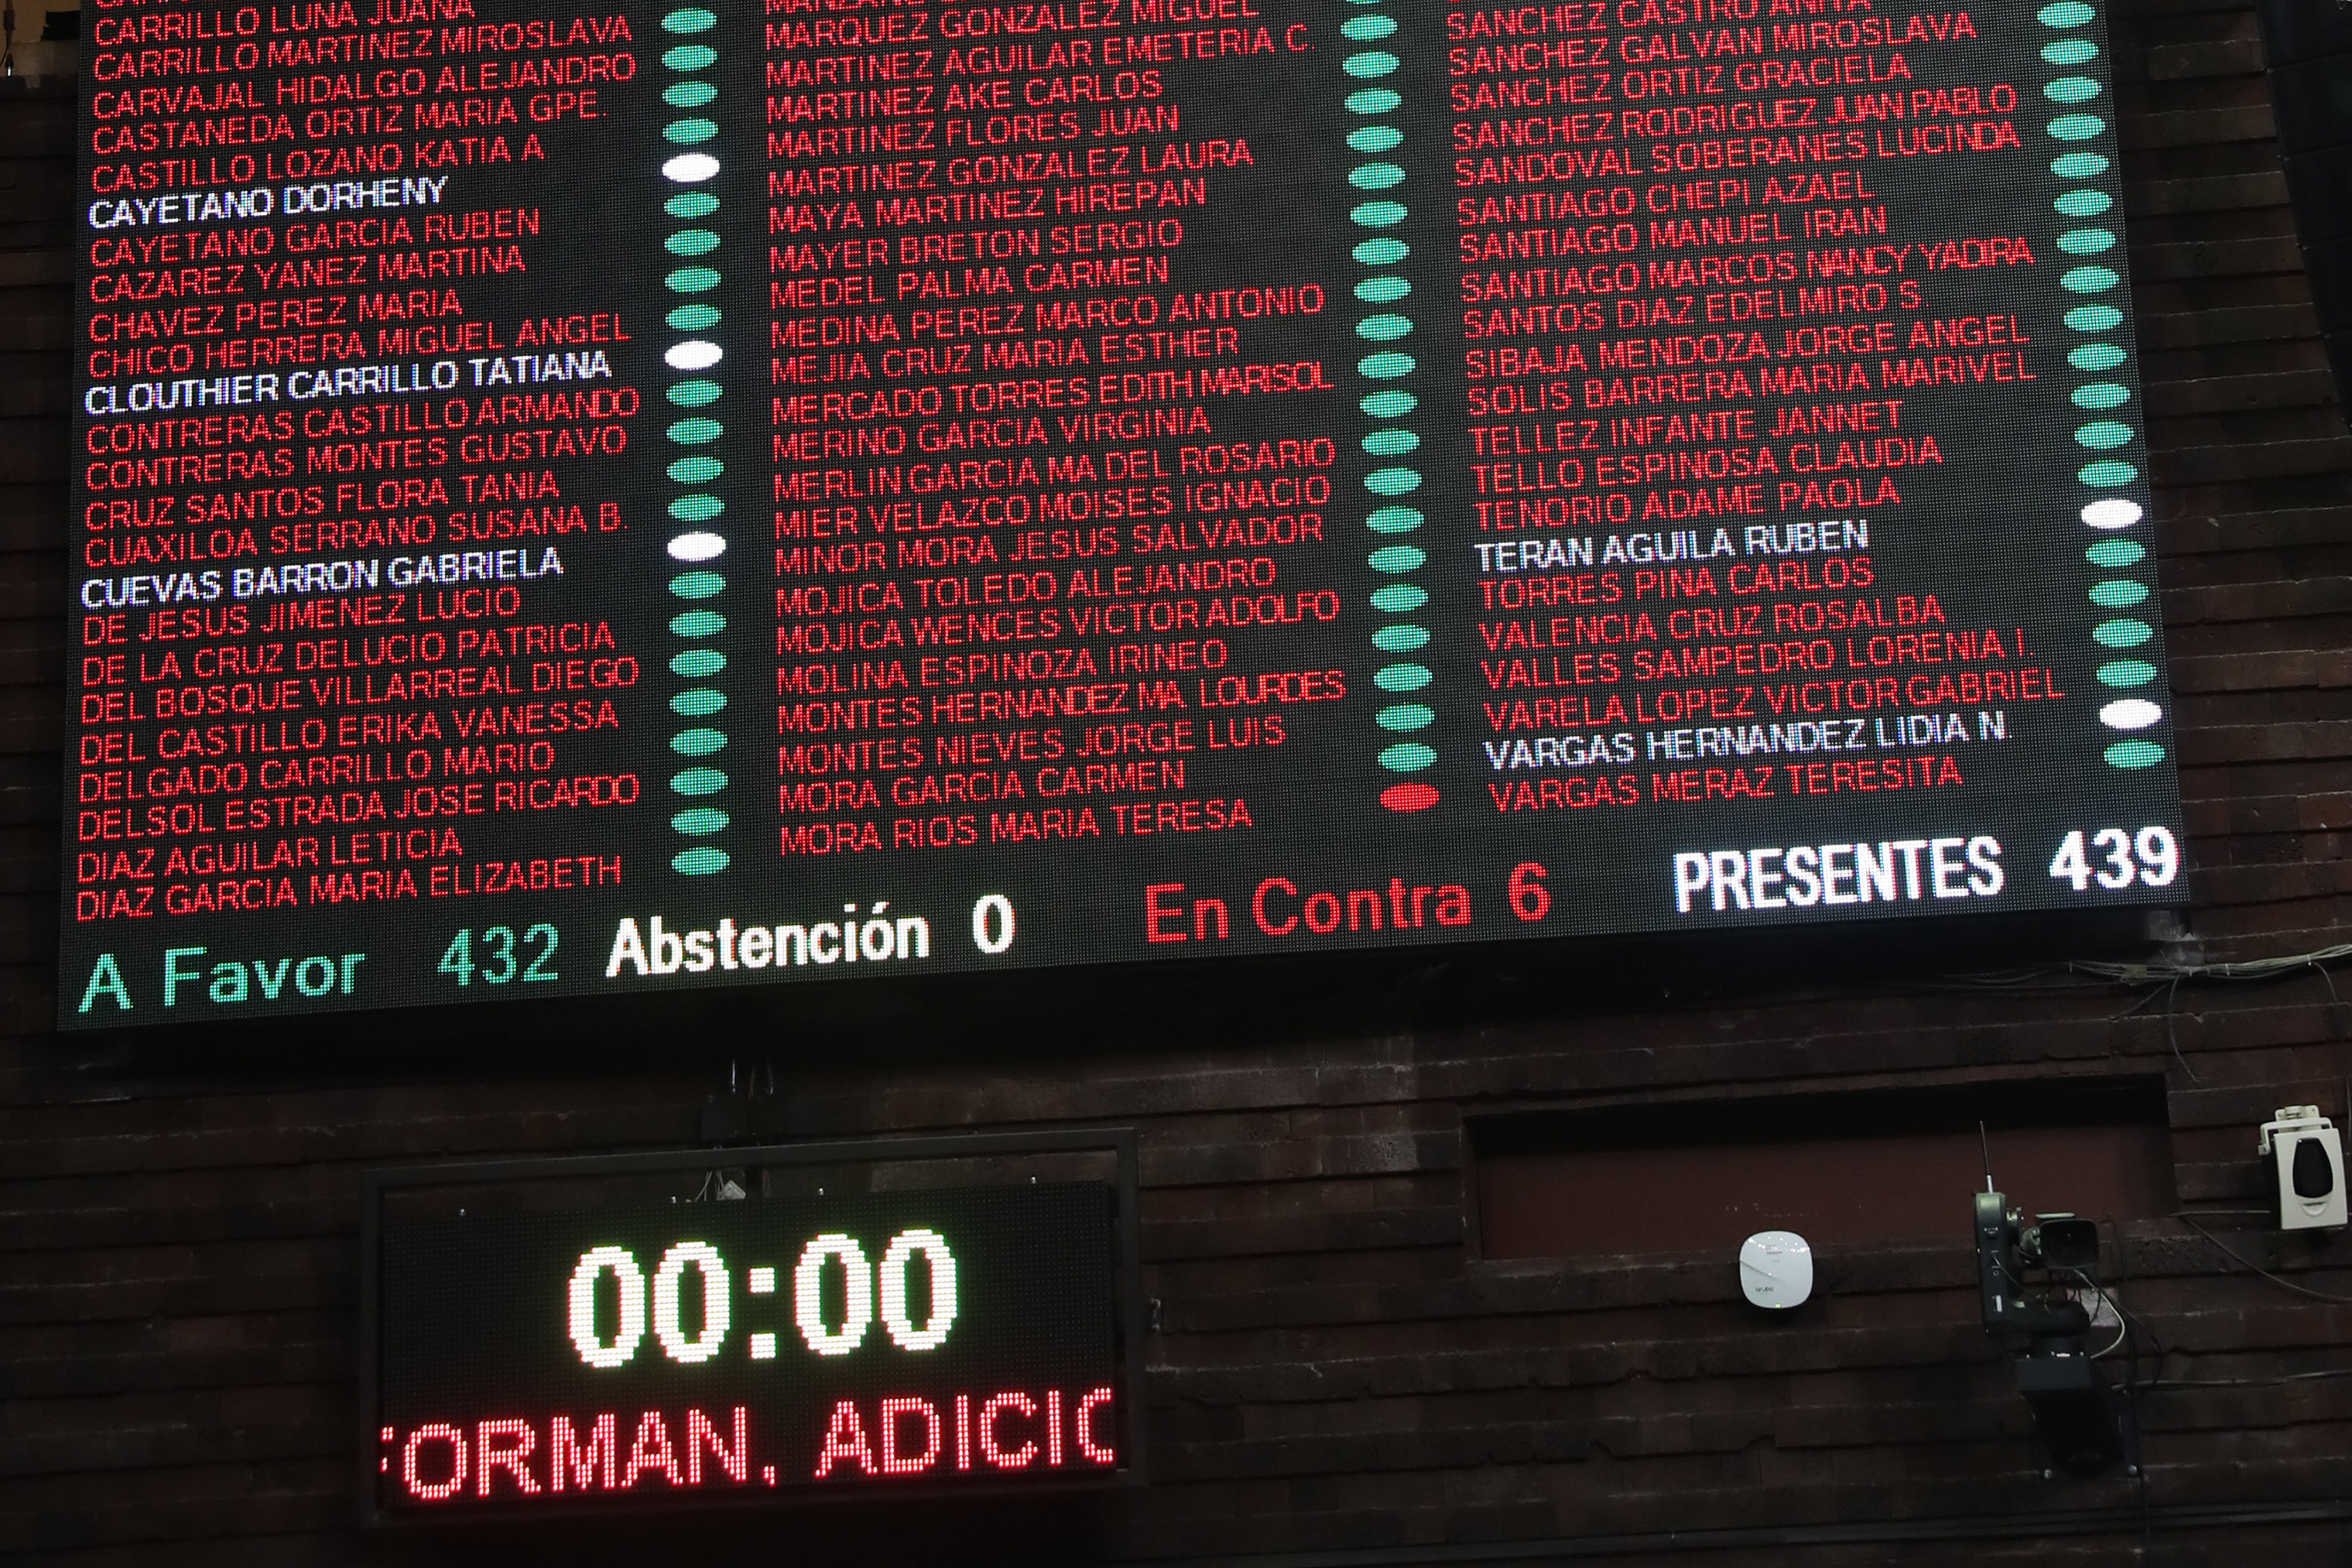 CARRILLO LUNA JUANA
CARRILLO MARTINEZ MIROSLAVA
CARVAJAL HIDALGO ALEJANDRO
CASTANEDA ORTIZ MARIA GPE.
CASTILLO LOZANO KATIA A
CAYETANO DORHENY
CAYETANO GARCIA RUBEN
CAZAREZ YANEZ MARTINA
CHAVEZ PEREZ MARIA
CHICO HERRERA MIGUEL ANGEL
CLOUTHIER CARRILLO TATIANA
CONTRERAS CASTILLO ARMANDO
CONTRERAS MONTES GUSTAVO
CRUZ SANTOS FLORA TANIA
CUAXILOA SERRANO SUSANA B.
CUEVAS BARRON GABRIELA
DE JESUS JIMENEZ LUCIO
DE LA CRUZ DELUCIO PATRICIA
DEL BOSQUE VILLARREAL DIEGO
DEL CASTILLO ERIKA VANESSA
DELGADO CARRILLO MARIO
DELSOL ESTRADA JOSE RICARDO
DIAZ AGUILAR LETICIA
DIAZ GARCIA MARIA ELIZABETH
MARQUEZ GONZALEZ MIGUEL
MARTINEZ AGUILAR EMETERIA C.
MARTINEZ AKE CARLOS
MARTINEZ FLORES JUAN
MARTINEZ GONZALEZ LAURA
MAYA MARTINEZ HIREPAN
MAYER BRETON SERGIO
MEDEL PALMA CARMEN
MEDINA PEREZ MARCO ANTONIO
MEJIA CRUZ MARIA ESTHER
MERCADO TORRES EDITH MARISOL
MERINO GARCIA VIRGINIA
MERLIN GARCIA MA DEL ROSARIO
MIER VELAZCO MOISES IGNACIO
MINOR MORA JESUS SALVADOR
MOJICA TOLEDO ALEJANDRO
MOJICA WENCES VICTOR ADOLFO
MOLINA ESPINOZA IRINEO
MONTES HERNANDEZ MA LOURDES
MONTES NIEVES JORGE LUIS
MORA GARCIA CARMEN
MORA RIOS MARIA TERESA
SANCHEZ CASTRO ANITA
SANCHEZ GALVAN MIROSLAVA
SANCHEZ ORTIZ GRACIELA
SANCHEZ RODRIGUEZ JUAN PABLO
SANDOVAL SOBERANES LUCINDA
SANTIAGO CHEPI AZAEL
SANTIAGO MANUEL IRAN
SANTIAGO MARCOS NANCY YADIRA
SANTOS DIAZ EDELMIRO S
SIBAJA MENDOZA JORGE ANGEL
SOLIS BARRERA MARIA MARIVEL
TELLEZ INFANTE JANNET
TELLO ESPINOSA CLAUDIA
TENORIO ADAME PAOLA
TERAN AGUILA RUBEN
TORRES PINA CARLOS
VALENCIA CRUZ ROSALBA
VALLES SAMPEDRO LORENIA I.
VARELA LOPEZ VICTOR GABRIEL
VARGAS HERNANDEZ LIDIA N.
VARGAS MERAZ TERESITA
A Favor 432 Abstención 0 En Contra 6 PRESENTES 439
00:00
FORMAN, ADICIO